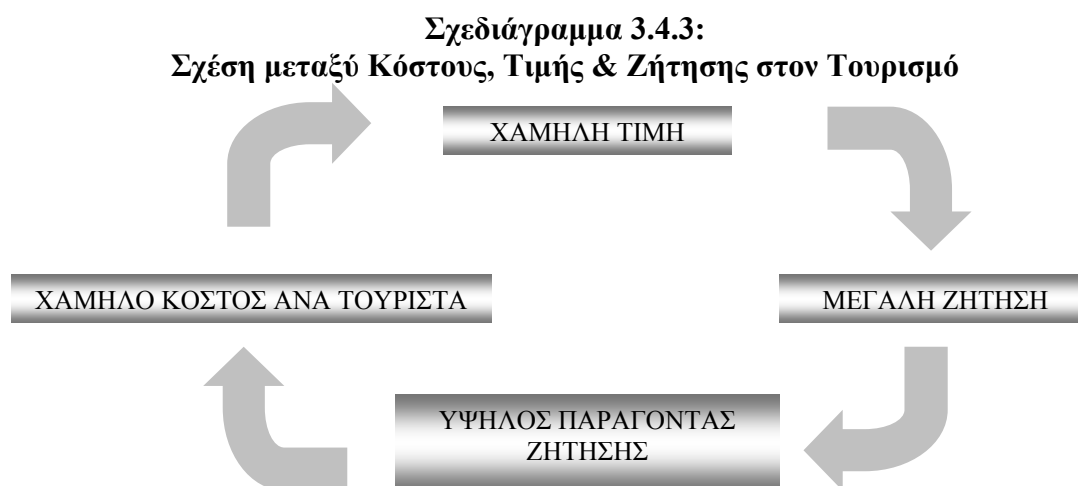 Σχεδιάγραμμα 3.4.3:
Σχέση μεταξύ Κόστους, Τιμής & Ζήτησης στον Τουρισμό
ΧΑΜΗΛΗ ΤΙΜΗ
ΧΑΜΗΛΟ ΚΟΣΤΟΣ ΑΝΑ ΤΟΥΡΙΣΤΑ
ΜΕΓΑΛΗ ΖΗΤΗΣΗ
ΥΨΗΛΟΣ ΠΑΡΑΓΟΝΤΑΣ
ΖΗΤΗΣΗΣ